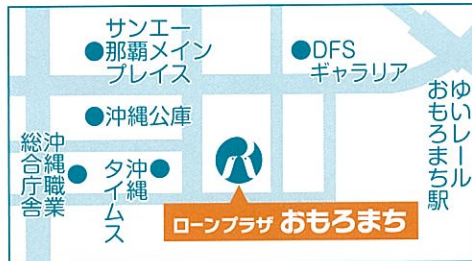 サンエー
那覇メイン
プレイス
DFS
ギャラリア
ゆいレール
おもろまち駅
沖縄公庫
沖縄職業
総合庁舎
沖縄
タイムス
ローンプラザ おもろまち